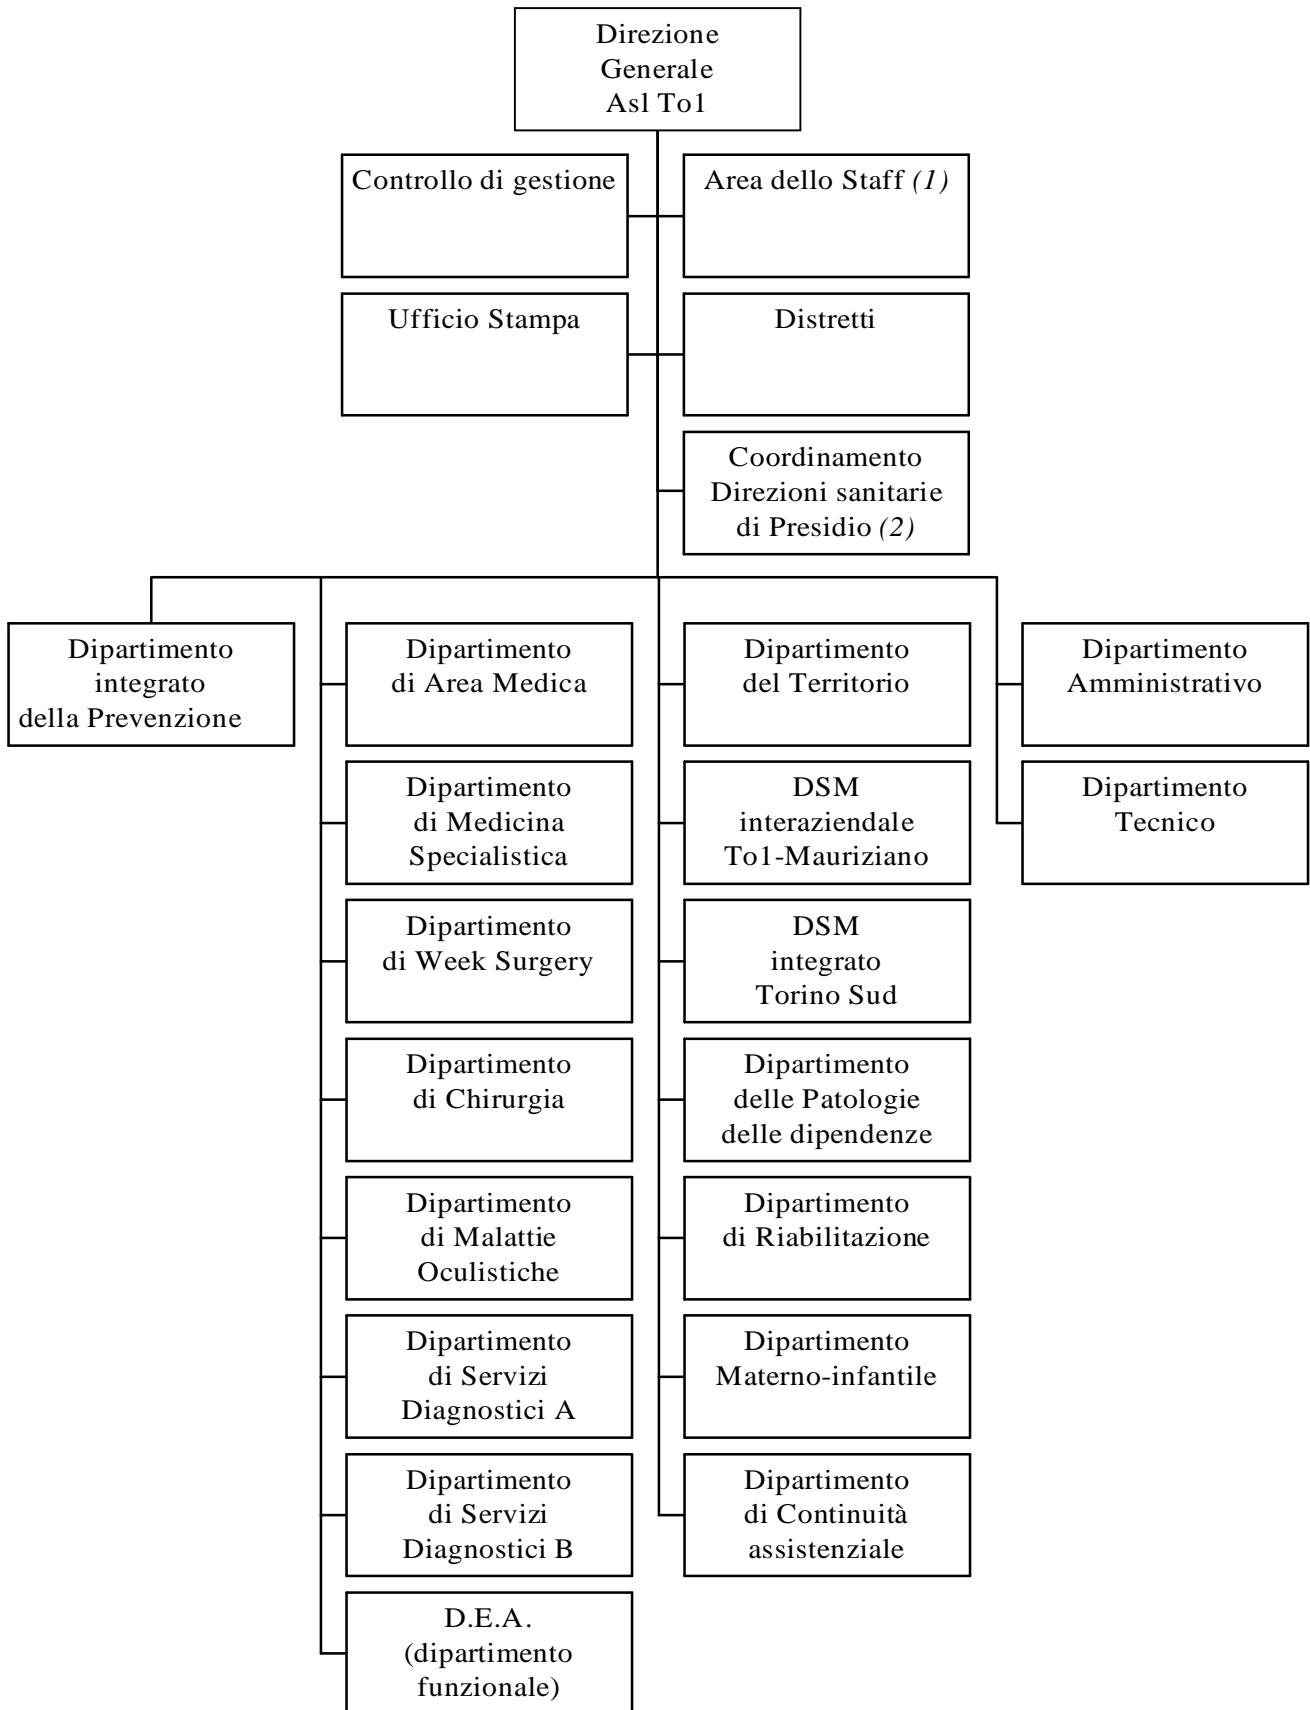 Direzione
Generale
Asl To1
Controllo di gestione
Area dello Staff (1)
Ufficio Stampa
Distretti
Coordinamento
Direzioni sanitarie
di Presidio (2)
Dipartimento
integrato
della Prevenzione
Dipartimento
di Area Medica
Dipartimento
del Territorio
Dipartimento
Amministrativo
Dipartimento
di Medicina
Specialistica
DSM
interaziendale
To1-Mauriziano
Dipartimento
Tecnico
Dipartimento
di Week Surgery
DSM
integrato
Torino Sud
Dipartimento
di Chirurgia
Dipartimento
delle Patologie
delle dipendenze
Dipartimento
di Malattie
Oculistiche
Dipartimento
di Riabilitazione
Dipartimento
di Servizi
Diagnostici A
Dipartimento
Materno-infantile
Dipartimento
di Servizi
Diagnostici B
Dipartimento
di Continuità
assistenziale
D.E.A.
(dipartimento
funzionale)